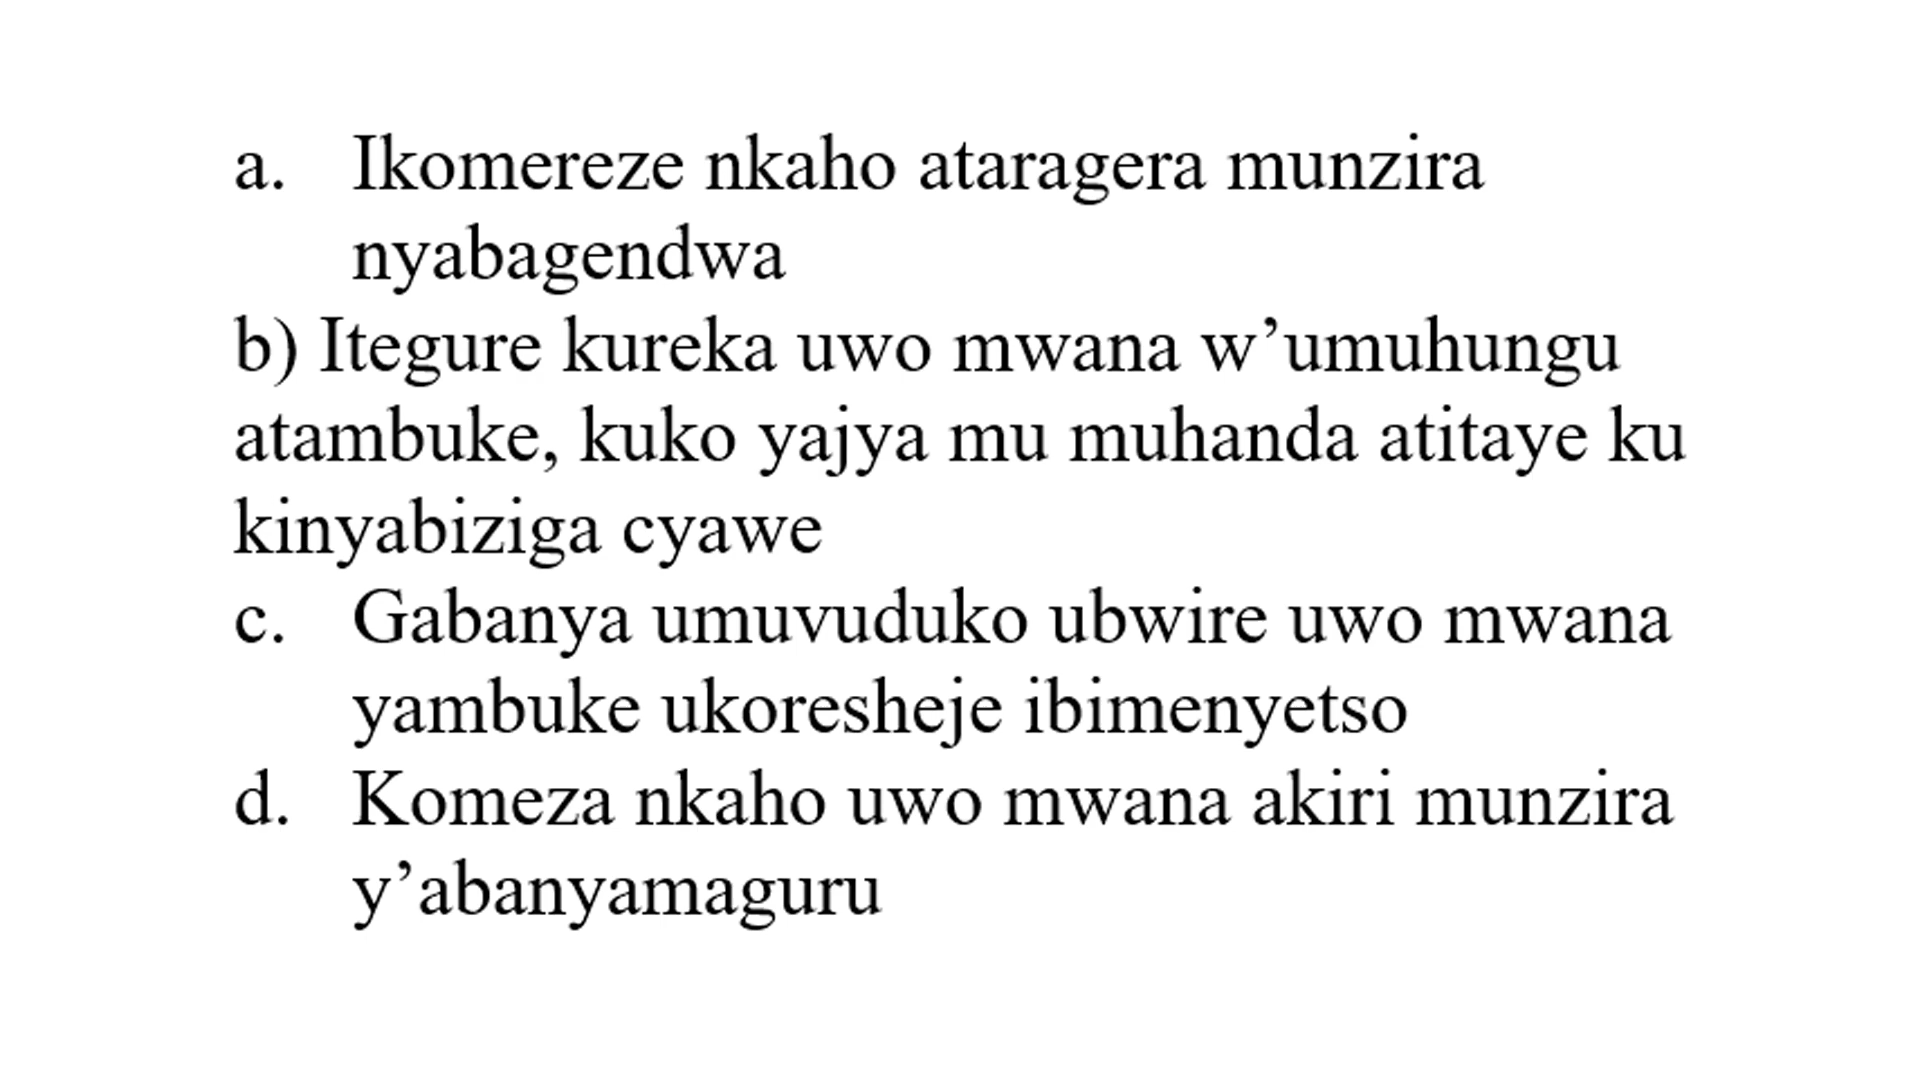 a. Ikomereze nkaho ataragera munzira
nyabagendwa
b) Itegure kureka uwo mwana w’umuhungu
atambuke, kuko yajya mu muhanda atitaye ku
kinyabiziga cyawe
c. Gabanya umuvuduko ubwire uwo mwana
yambuke ukoresheje ibimenyetso
d. Komeza nkaho uwo mwana akiri munzira
y’abanyamaguru